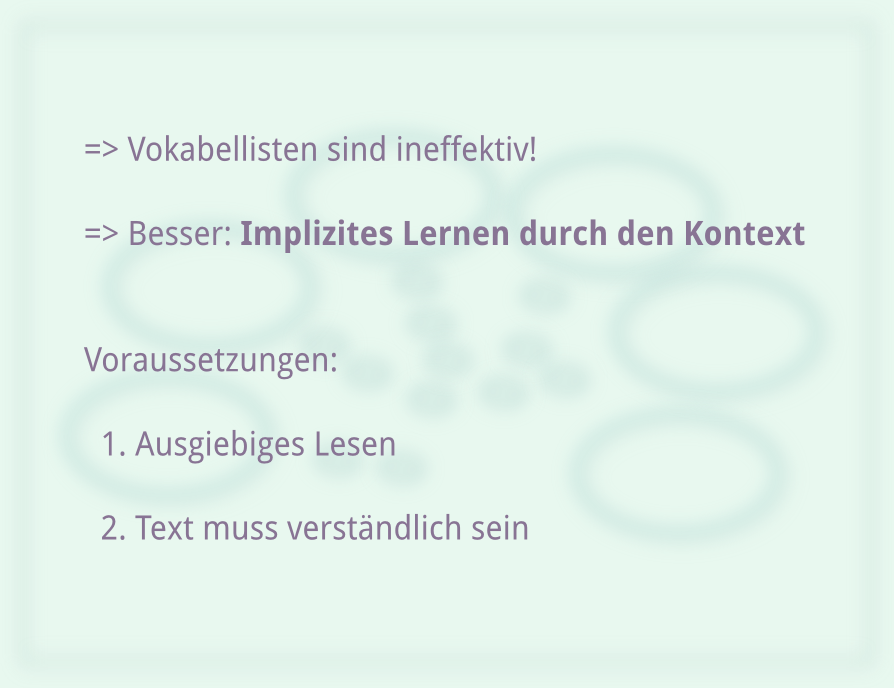 => Vokabellisten sind ineffektiv!
=> Besser: Implizites Lernen durch den Kontext
Voraussetzungen:
1. Ausgiebiges Lesen
2. Text muss verständlich sein